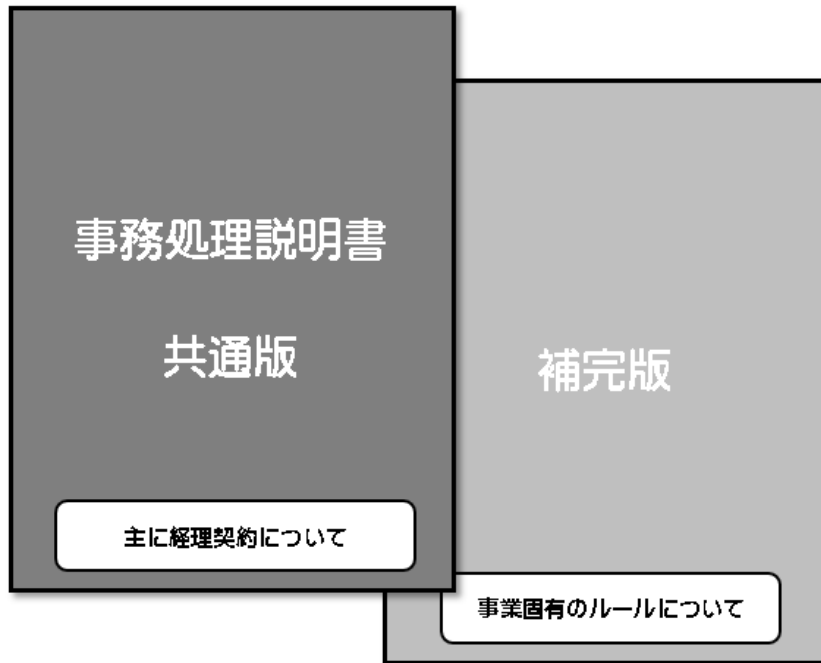 事務処理説明書
共通版
主に経理契約について
補完版
事業固有のルールについて